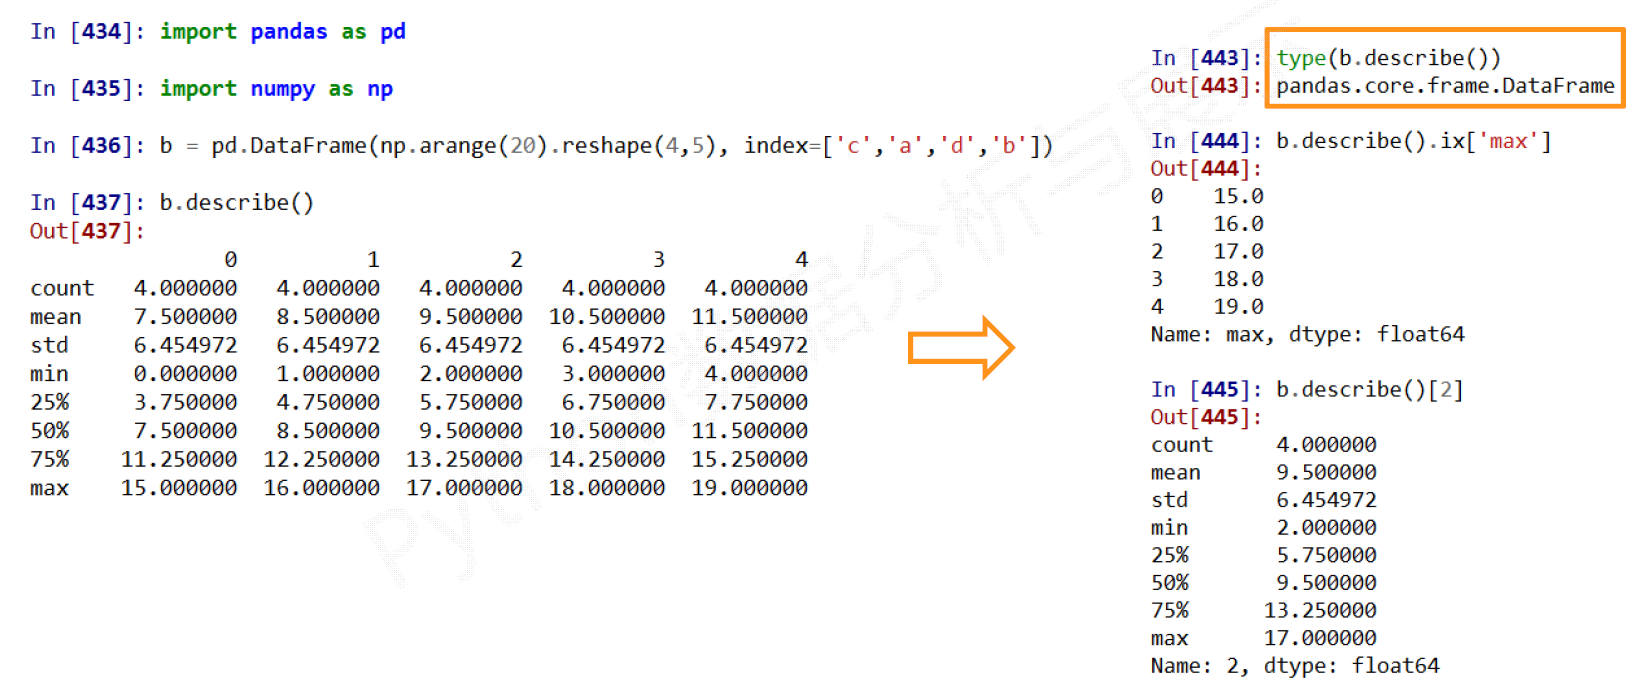 In [434]: import pandas as pd
In [435]: import numpy as np
In [436]: b = pd.DataFrame(np.arange(20).reshape(4,5), index=['c','a','d','b'])
In [437]: b.describe()
Out[437]:
0 1 2 3 4
count 4.000000 4.000000 4.000000 4.000000 4.000000
mean 7.500000 8.500000 9.500000 10.500000 11.500000
std 6.454972 6.454972 6.454972 6.454972 6.454972
min 0.000000 1.000000 2.000000 3.000000 4.000000
25% 3.750000 4.750000 5.750000 6.750000 7.750000
50% 7.500000 8.500000 9.500000 10.500000 11.500000
75% 11.250000 12.250000 13.250000 14.250000 15.250000
max 15.000000 16.000000 17.000000 18.000000 19.000000
In [443]: type(b.describe())
Out[443]: pandas.core.frame.DataFrame
In [444]: b.describe().ix['max']
Out[444]:
0 15.0
1 16.0
2 17.0
3 18.0
4 19.0
Name: max, dtype: float64
In [445]: b.describe()[2]
Out[445]:
count 4.000000
mean 9.500000
std 6.454972
min 2.000000
25% 5.750000
50% 9.500000
75% 13.250000
max 17.000000
Name: 2, dtype: float64